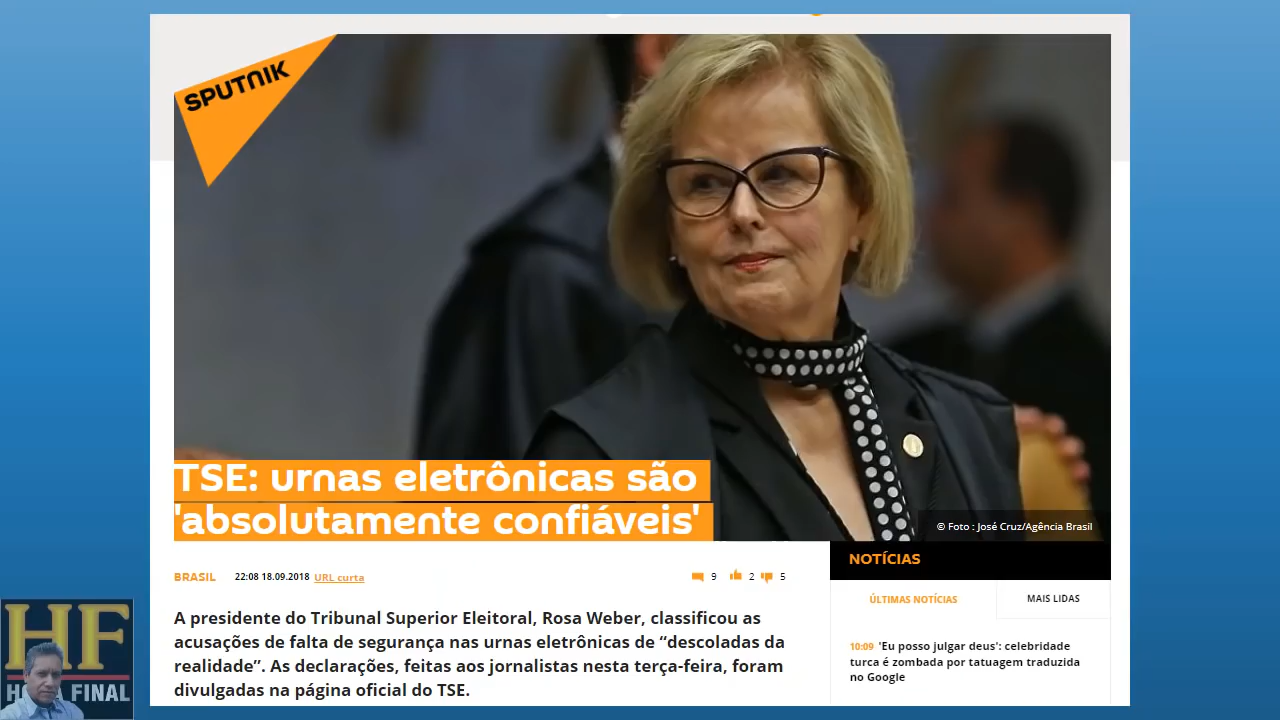 SPUTNIK
TSE: urnas eletrônicas são
'absolutamente confiáveis'
© Foto : José Cruz/Agência Brasil
BRASIL 22:08 18.09.2018 URL curta 9 2 5
A presidente do Tribunal Superior Eleitoral, Rosa Weber, classificou as
acusações de falta de segurança nas urnas eletrônicas de “descoladas da
realidade”. As declarações, feitas aos jornalistas nesta terça-feira, foram
divulgadas na página oficial do TSE.
NOTÍCIAS
ÚLTIMAS NOTÍCIAS MAIS LIDAS
10:09 'Eu posso julgar deus': celebridade
turca é zombada por tatuagem traduzida
no Google
HF
FINAL